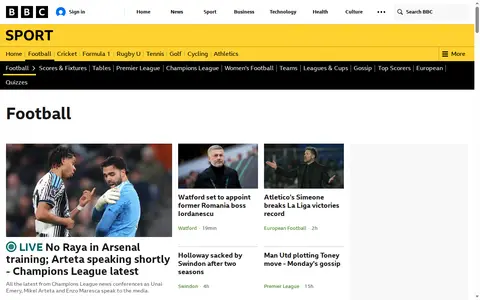 BBC Sign in Home News Sport Business Technology Health Culture Search BBC
SPORT
Home Football Cricket Formula 1 Rugby U Tennis Golf Cycling Athletics More
Football Scores & Fixtures Tables Premier League Champions League Women's Football Teams Leagues & Cups Gossip Top Scorers European
Quizzes
Football
LIVE No Raya in Arsenal
training; Arteta speaking shortly
- Champions League latest
All the latest from Champions League news conferences as Unai
Emery, Mikel Arteta and Enzo Maresca speak to the media.
Watford set to appoint
former Romania boss
Iordanescu
Watford 19min
Atletico's Simeone
breaks La Liga victories
record
European Football 2h
Holloway sacked by
Swindon after two
seasons
Swindon 4h
Man Utd plotting Toney
move - Monday's gossip
Premier League 15h